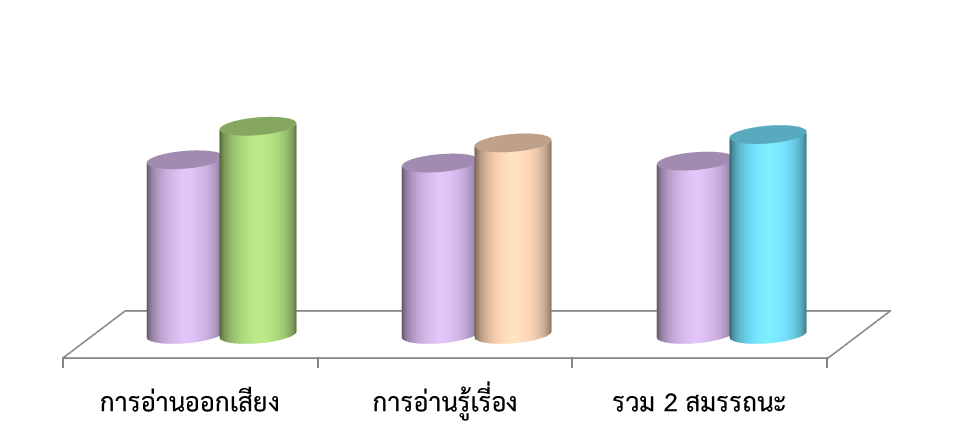 การอ่านออกเสียง
การอ่านรู้เรื่อง
รวม 2 สมรรถนะ